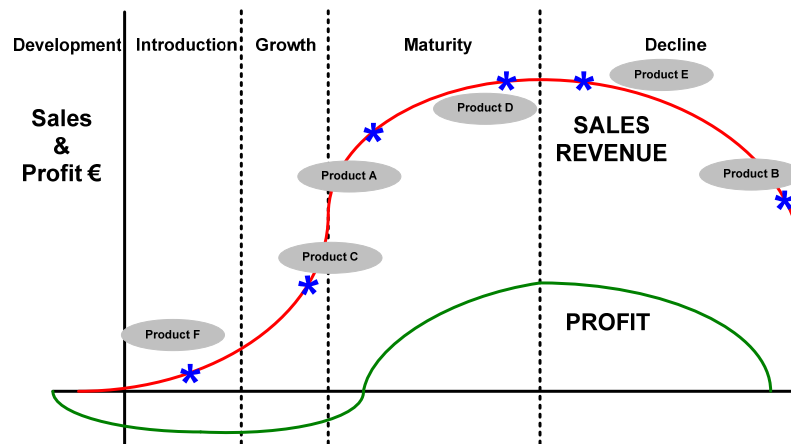 Development
Introduction
Growth
Maturity
Decline
Sales
&
Profit €
Product E
Product D
SALES
REVENUE
Product A
Product B
Product C
PROFIT
Product F